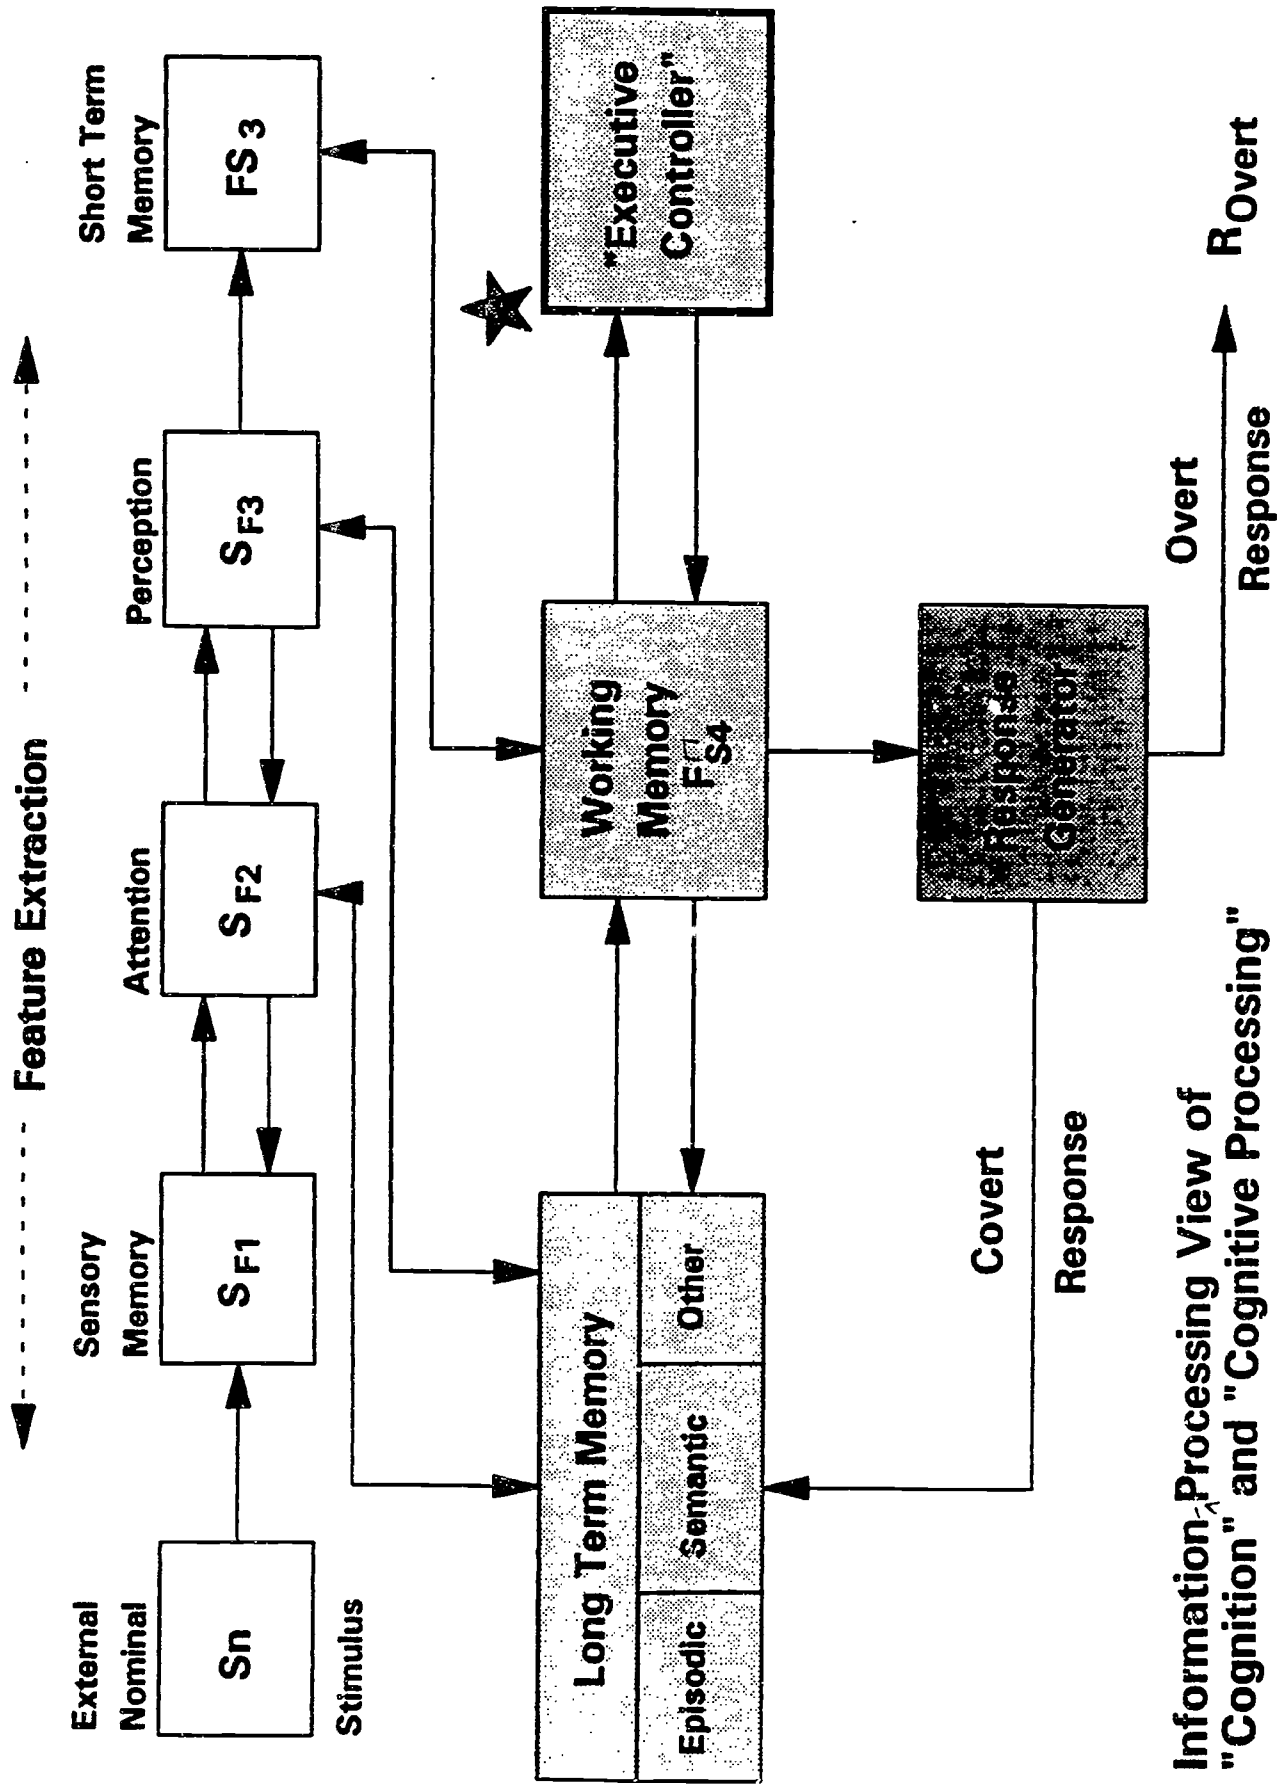 Feature Extraction
External
Nominal
Sn
Stimulus
Sensory
Memory
SF1
Attention
SF2
Perception
SF3
Short Term
Memory
FS3
Long Term Memory
Episodic
Semantic
Other
Working
Memory
FS4
"Executive
Controller"
Response
Generator
Covert
Response
Overt
Response
ROvert
Information-Processing View of
"Cognition" and "Cognitive Processing"